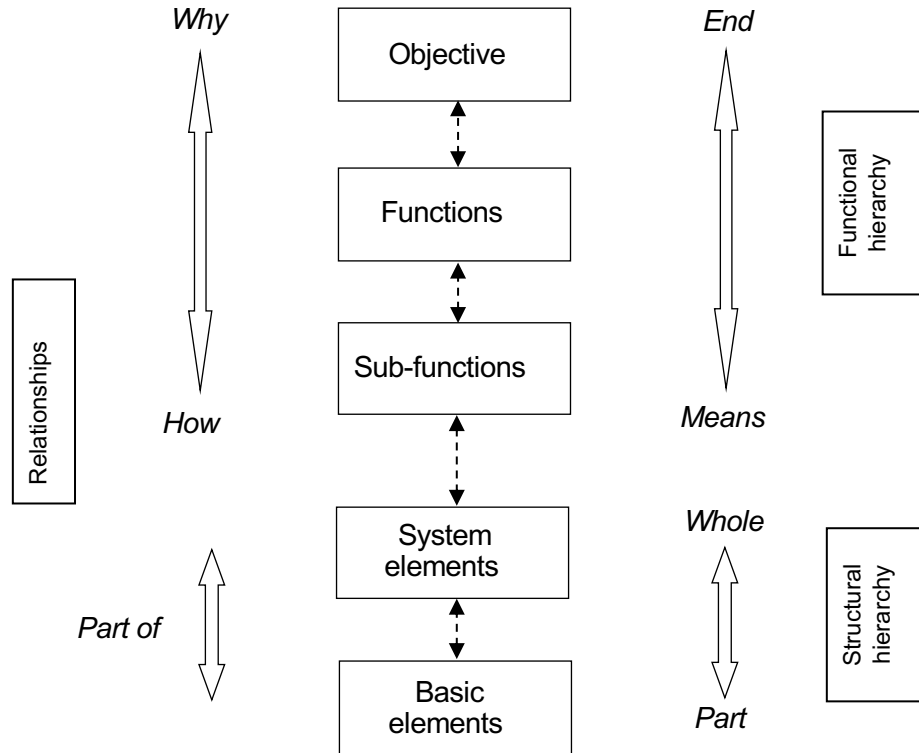 Why
Objective
End
Functions
Functional
hierarchy
Relationships
Sub-functions
How
Means
System
elements
Whole
Part of
Structural
hierarchy
Basic
elements
Part